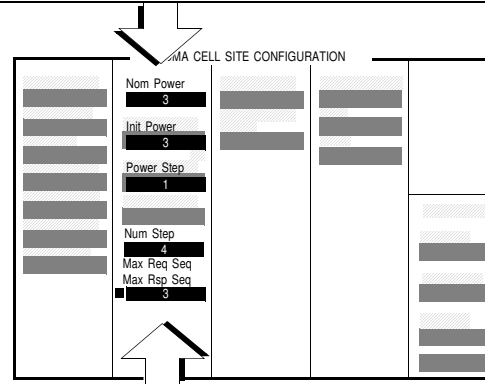 MA CELL SITE CONFIGURATION
Nom Power
3
Init Power
3
Power Step
1
Num Step
4
Max Req Seq
Max Rsp Seq
3